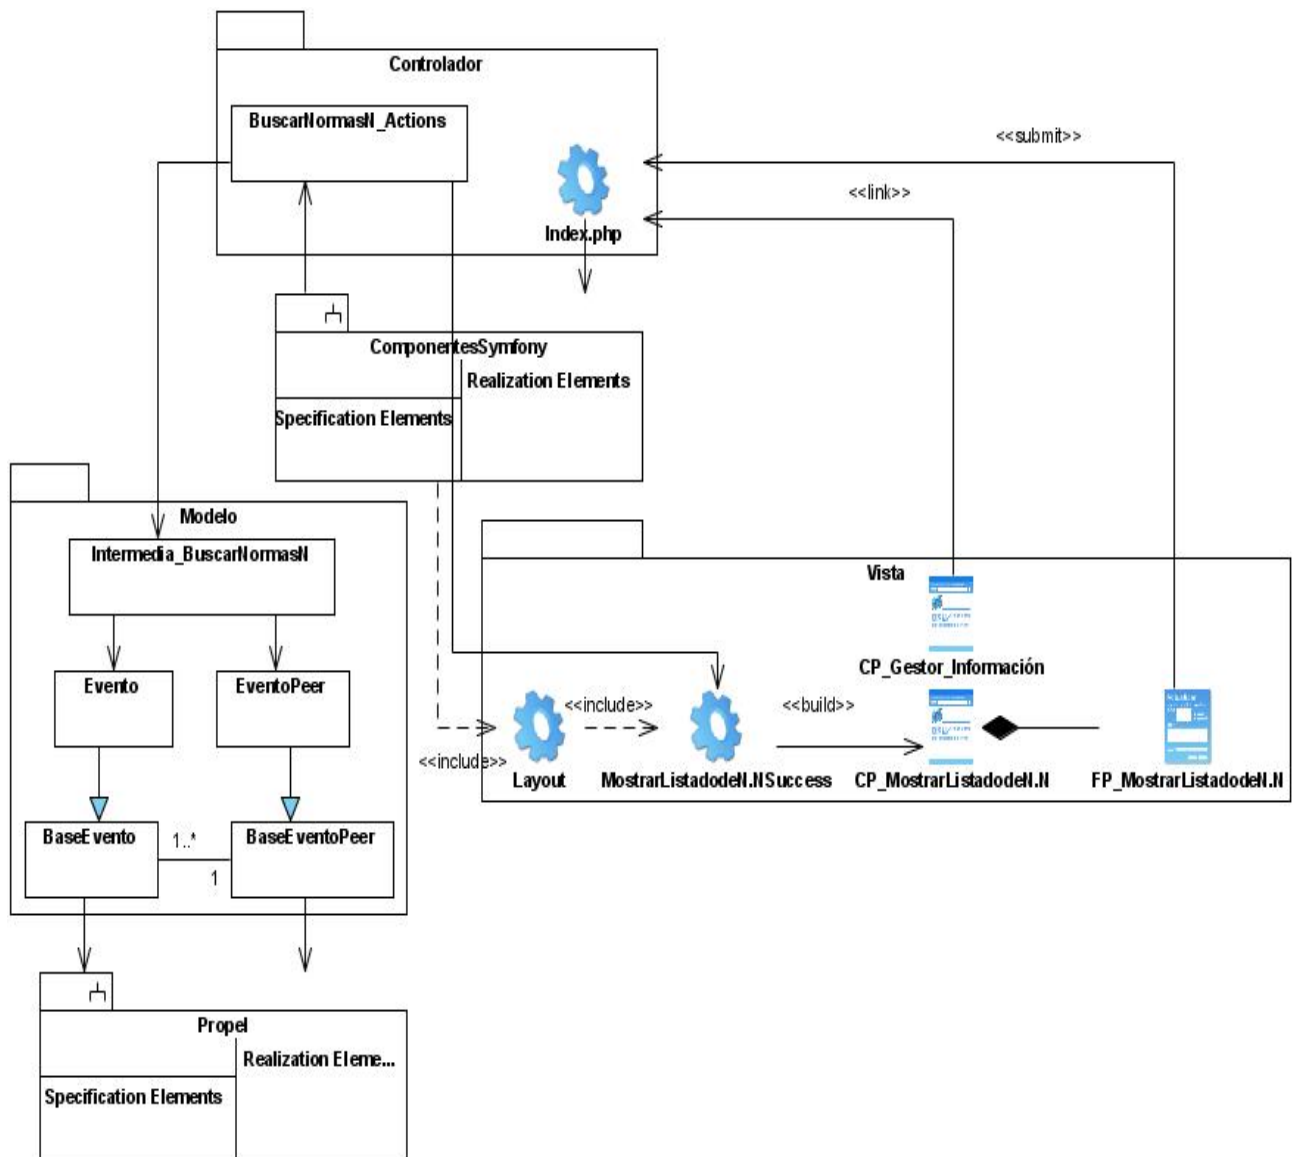 Controlador
BuscarNormasN_Actions
<<submit>>
<<link>>
Index.php
ComponentesSymfony
Realization Elements
Specification Elements
Modelo
Intermedia_BuscarNormasN
Vista
CP_Gestor_Información
Evento
EventoPeer
<<include>>
<<build>>
<<include>>
Layout
MostrarListadodeN.NSuccess
CP_MostrarListadodeN.N
FP_MostrarListadodeN.N
BaseEvento
1..*
1
BaseEventoPeer
Propel
Realization Eleme...
Specification Elements